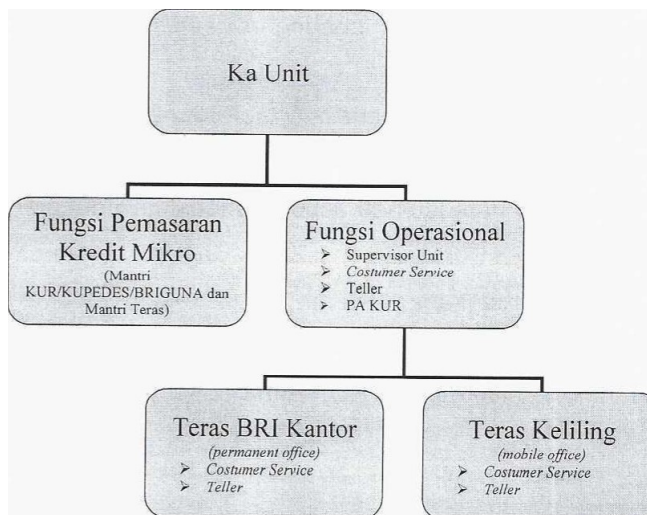 Ka Unit
Fungsi Pemasaran
Kredit Mikro
(Mantri
KUR/KUPEDES/BRIGUNA dan
Mantri Teras)
Fungsi Operasional
➢ Supervisor Unit
➢ Costumer Service
➢ Teller
➢ PA KUR
Teras BRI Kantor
(permanent office)
➢ Costumer Service
➢ Teller
Teras Keliling
(mobile office)
➢ Costumer Service
➢ Teller